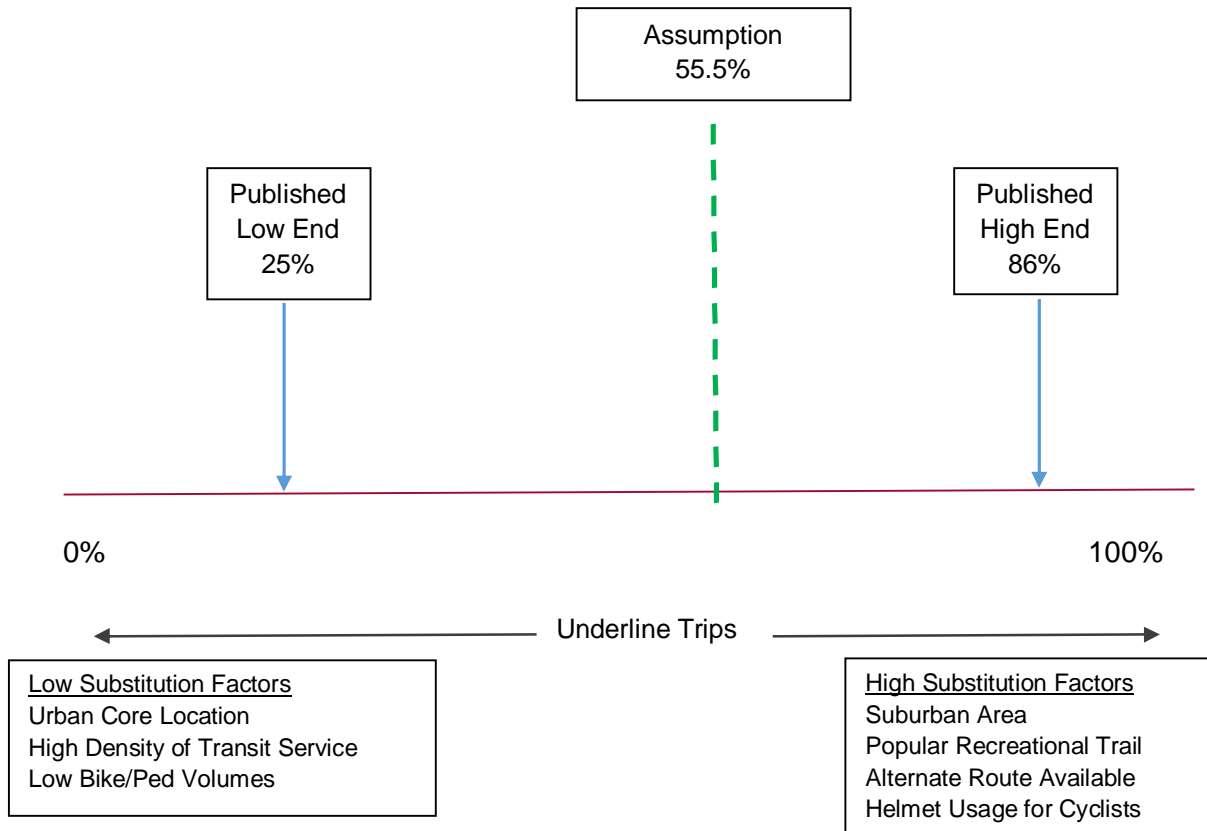 Assumption
55.5%
Published
Low End
25%
Published
High End
86%
0%
100%
Underline Trips
Low Substitution Factors
Urban Core Location
High Density of Transit Service
Low Bike/Ped Volumes
High Substitution Factors
Suburban Area
Popular Recreational Trail
Alternate Route Available
Helmet Usage for Cyclists